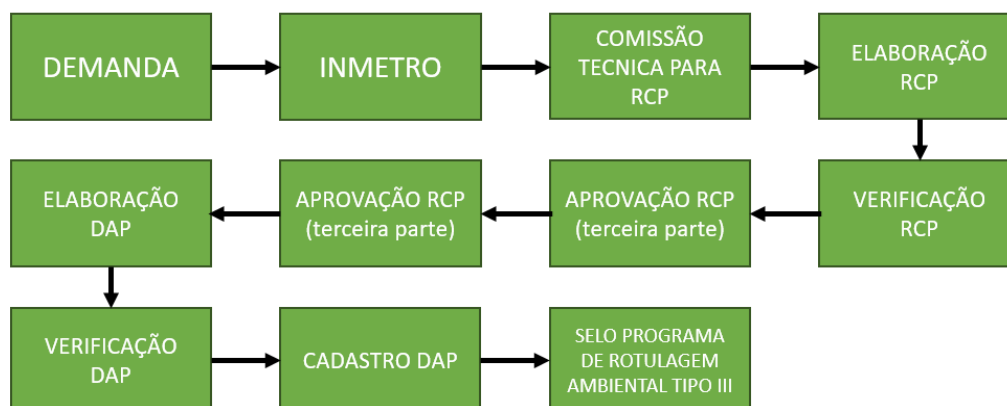 DEMANDA
INMETRO
COMISSÃO
TECNICA PARA
RCP
ELABORAÇÃO
RCP
VERIFICAÇÃO
RCP
APROVAÇÃO RCP
(terceira parte)
APROVAÇÃO RCP
(terceira parte)
ELABORAÇÃO
DAP
VERIFICAÇÃO
DAP
CADASTRO DAP
SELO PROGRAMA
DE ROTULAGEM
AMBIENTAL TIPO III